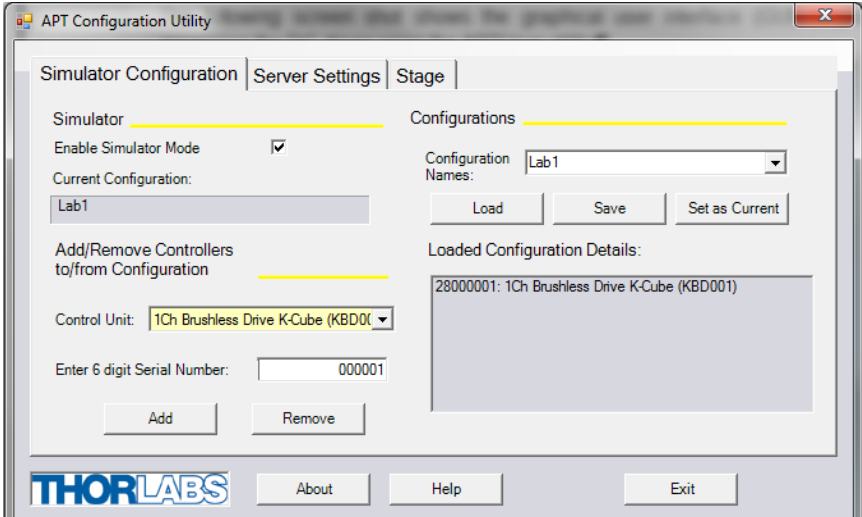 APT Configuration Utility
Simulator Configuration
Server Settings
Stage
Simulator
Enable Simulator Mode
Current Configuration:
Lab1
Add/Remove Controllers
to/from Configuration
Control Unit:
1Ch Brushless Drive K-Cube (KBD00
Enter 6 digit Serial Number:
000001
Add
Remove
Configurations
Configuration
Names:
Lab1
Load
Save
Set as Current
Loaded Configuration Details:
28000001: 1Ch Brushless Drive K-Cube (KBD001)
THORLABS
About
Help
Exit